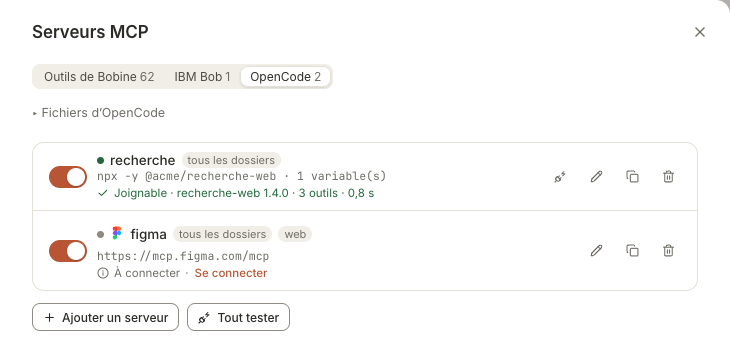 Serveurs MCP
Outils de Bobine 62 IBM Bob 1 OpenCode 2
Fichiers d’OpenCode
recherche tous les dossiers
npx -y @acme/recherche-web · 1 variable(s)
Joignable · recherche-web 1.4.0 · 3 outils · 0,8 s
figma tous les dossiers web
https://mcp.figma.com/mcp
À connecter · Se connecter
Ajouter un serveur Tout tester